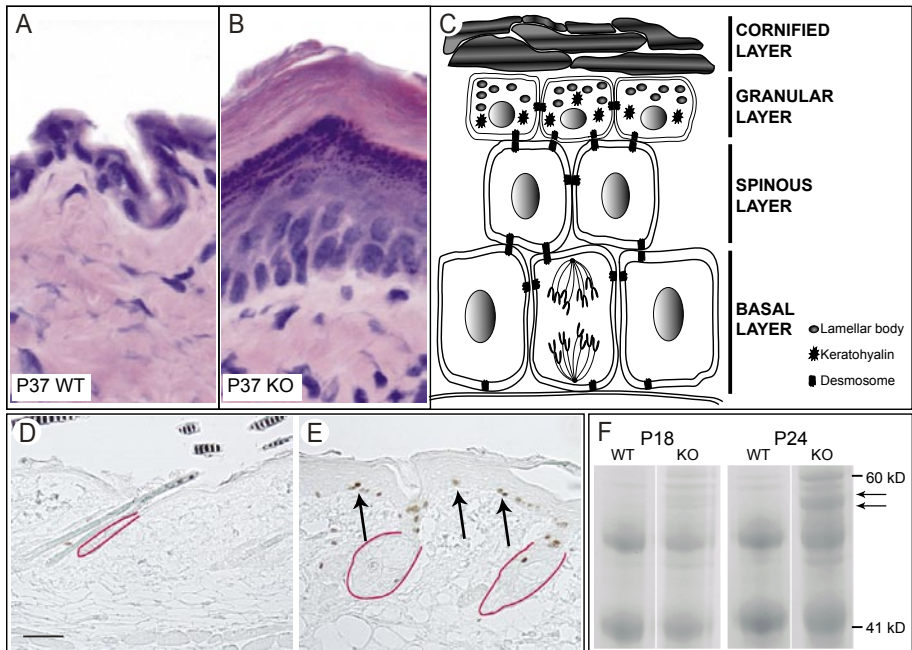 A
B
C
CORNIFIED
LAYER
GRANULAR
LAYER
SPINOUS
LAYER
BASAL
LAYER
Lamellar body
Keratohyalin
Desmosome
P37 WT
P37 KO
D
E
F
P18
P24
WT
KO
WT
KO
60 kD
41 kD